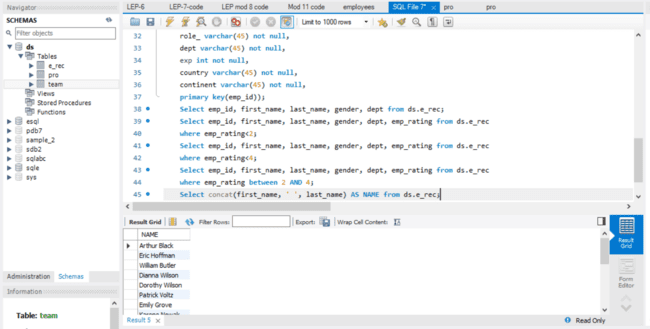 Navigator
SCHEMAS
Filter objects
ds
Tables
e_rec
pro
team
Views
Stored Procedures
Functions
esql
pdb7
sample_2
sdb2
sqlabc
sqle
sys
Administration Schemas
Information
Table: team
LEP-6 LEP-7-code LEP mod 8 code Mod 11 code employees SQL File 7* pro pro
Limit to 1000 rows
32 role_ varchar(45) not null,
33 dept varchar(45) not null,
34 exp int not null,
35 country varchar(45) not null,
36 continent varchar(45) not null,
37 primary key(emp_id));
38 Select emp_id, first_name, last_name, gender, dept from ds.e_rec;
39 Select emp_id, first_name, last_name, gender, dept, emp_rating from ds.e_rec
40 where emp_rating<2;
41 Select emp_id, first_name, last_name, gender, dept, emp_rating from ds.e_rec
42 where emp_rating<4;
43 Select emp_id, first_name, last_name, gender, dept, emp_rating from ds.e_rec
44 where emp_rating between 2 AND 4;
45 Select concat(first_name, ' ', last_name) AS NAME from ds.e_rec;
Result Grid Filter Rows: Export: Wrap Cell Content:
NAME
Arthur Black
Eric Hoffman
William Butler
Dianna Wilson
Dorothy Wilson
Patrick Voltz
Emily Grove
Result 5 x
Result
Grid
Form
Editor
Read Only